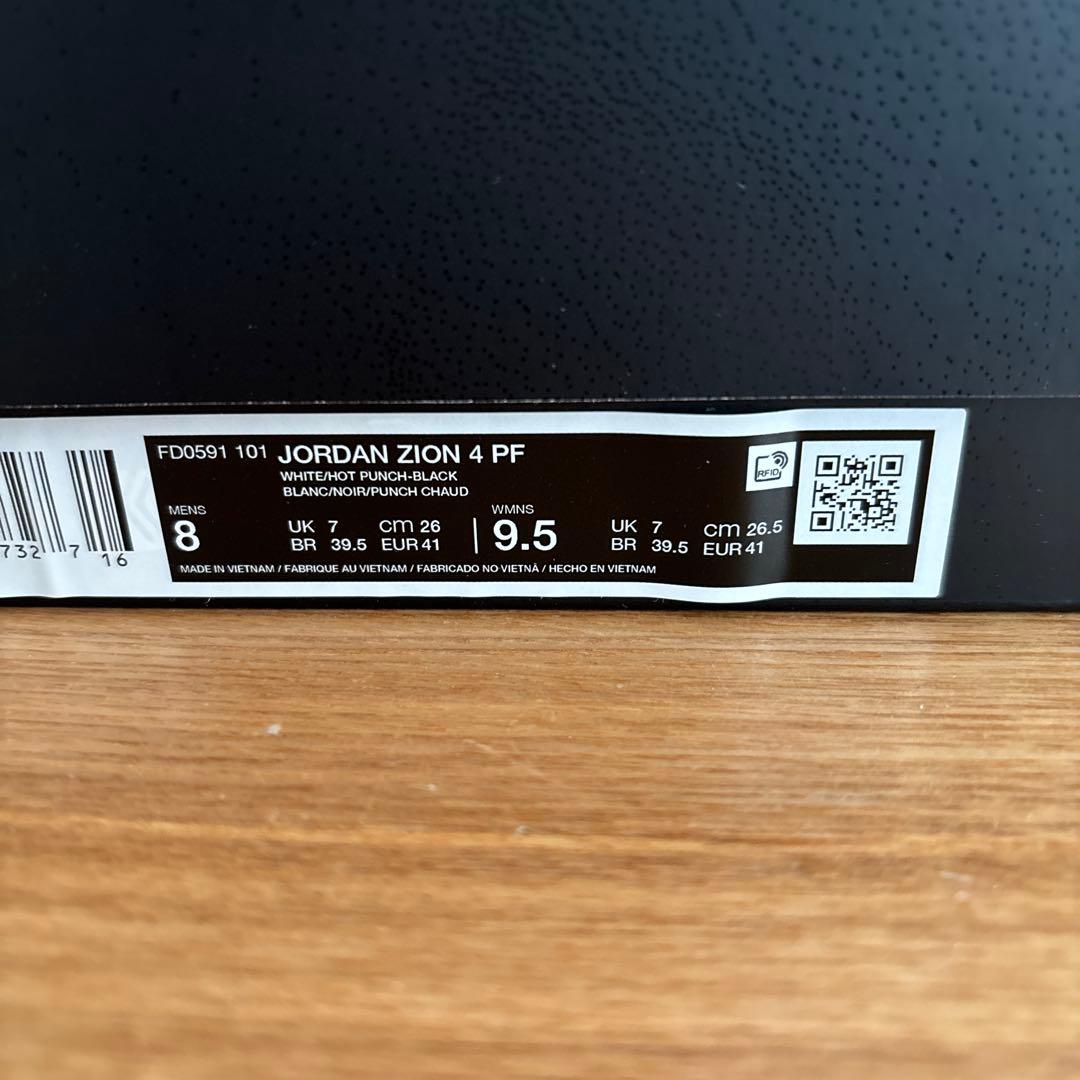 FD0591 101 JORDAN ZION 4 PF
WHITE/HOT PUNCH-BLACK
BLANC/NOIR/PUNCH CHAUD
RFID
MENS
8
UK 7 cm 26
BR 39.5 EUR 41
WMNS
9.5
UK 7 cm 26.5
BR 39.5 EUR 41
MADE IN VIETNAM / FABRIQUE AU VIETNAM / FABRICADO NO VIETNÃ / HECHO EN VIETNAM
732 7 16